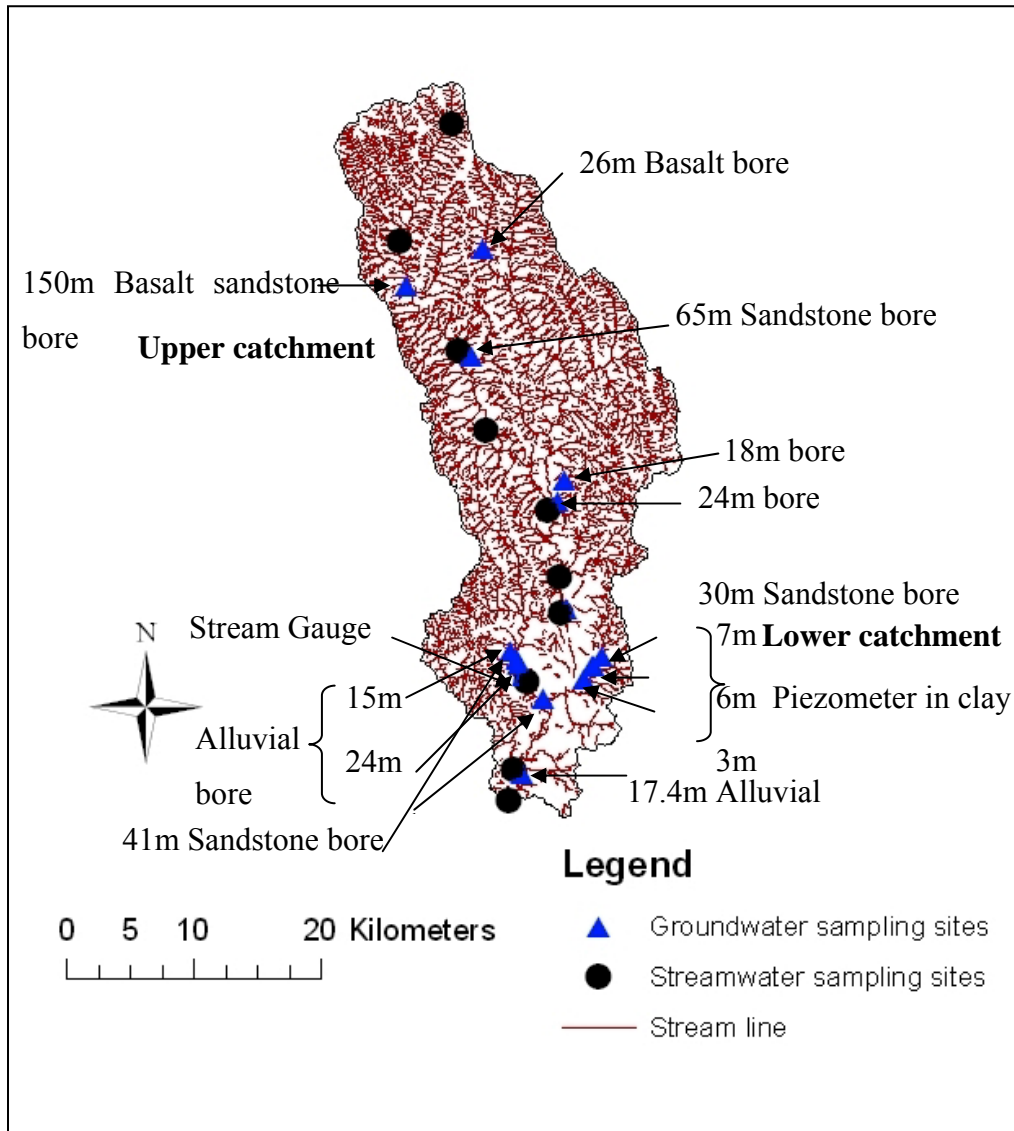 26m Basalt bore
150m Basalt sandstone
bore
65m Sandstone bore
Upper catchment
18m bore
24m bore
30m Sandstone bore
N
Stream Gauge
7m Lower catchment
15m
6m Piezometer in clay
Alluvial
24m
3m
bore
17.4m Alluvial
41m Sandstone bore
Legend
0 5 10 20 Kilometers
Groundwater sampling sites
Streamwater sampling sites
Stream line